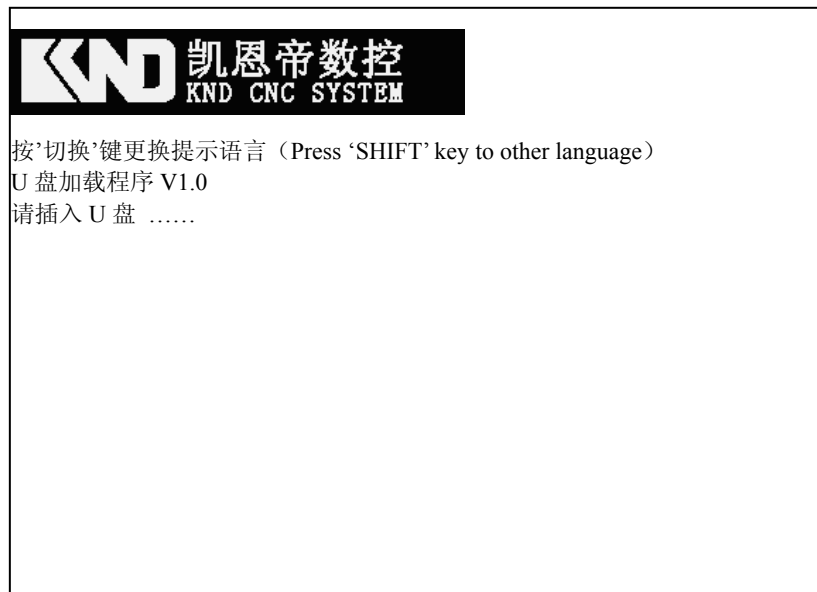 KND 凯恩帝数控
KND CNC SYSTEM
按’切换’键更换提示语言（Press ‘SHIFT’ key to other language）
U 盘加载程序 V1.0
请插入 U 盘 ……